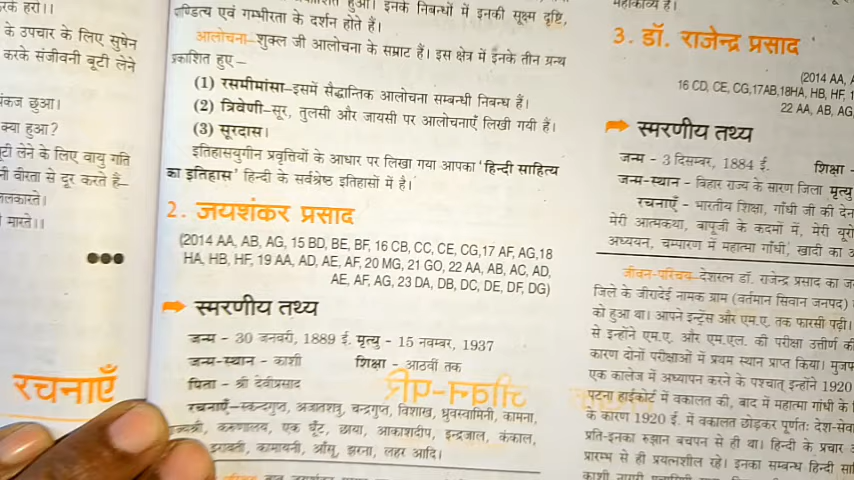 रके हरो।।
के उपचार के लिए सुषेन
करके संजीवनी बूटी लेने
पंकज छुआ।
क्या हुआ?
बूटी लेने के लिए वायु गति
नी वीरता से दूर करते हैं–
ललकारते।
मारते।।
रचनाएँ
इनके निबन्धों में इनकी सूक्ष्म दृष्टि,
पाण्डित्य एवं गम्भीरता के दर्शन होते हैं।
आलोचना–शुक्ल जी आलोचना के सम्राट हैं। इस क्षेत्र में इनके तीन ग्रन्थ
प्रकाशित हुए–
(1) रसमीमांसा–इसमें सैद्धान्तिक आलोचना सम्बन्धी निबन्ध हैं।
(2) त्रिवेणी–सूर, तुलसी और जायसी पर आलोचनाएँ लिखी गयी हैं।
(3) सूरदास।
इतिहासयुगीन प्रवृत्तियों के आधार पर लिखा गया आपका 'हिन्दी साहित्य
का इतिहास' हिन्दी के सर्वश्रेष्ठ इतिहासों में है।
2. जयशंकर प्रसाद
(2014 AA, AB, AG, 15 BD, BE, BF, 16 CB, CC, CE, CG,17 AF, AG,18
HA, HB, HF, 19 AA, AD, AE, AF, 20 MG, 21 GO, 22 AA, AB, AC, AD,
AE, AF, AG, 23 DA, DB, DC, DE, DF, DG)
स्मरणीय तथ्य
जन्म - 30 जनवरी, 1889 ई. मृत्यु - 15 नवम्बर, 1937
जन्म-स्थान - काशी शिक्षा - आठवीं तक
पिता - श्री देवीप्रसाद
रचनाएँ–स्कन्दगुप्त, अजातशत्रु, चन्द्रगुप्त, विशाख, ध्रुवस्वामिनी, कामना,
राज्यश्री, करुणालय, एक घूँट, छाया, आकाशदीप, इन्द्रजाल, कंकाल,
इरावती, कामायनी, आँसू, झरना, लहर आदि।
महाकाव्य है।
3. डॉ. राजेन्द्र प्रसाद
(2014 AA,
16 CD, CE, CG,17AB,18HA, HB, HF,
22 AA, AB, AG
स्मरणीय तथ्य
जन्म - 3 दिसम्बर, 1884 ई. शिक्षा -
जन्म-स्थान - बिहार राज्य के सारण जिला मृत्यु
रचनाएँ - भारतीय शिक्षा, गाँधी जी की देन
मेरी आत्मकथा, बापूजी के कदमों में, मेरी यूरो
अध्ययन, चम्पारण में महात्मा गाँधी, खादी का अ
जीवन-परिचय–देशरत्न डॉ. राजेन्द्र प्रसाद का ज
जिले के जीरादेई नामक ग्राम (वर्तमान सिवान जनपद)
को हुआ था। आपने इन्ट्रेंस और एम.ए. तक फारसी पढ़ी।
से इन्होंने एम.ए. और एम.एल. की परीक्षा उत्तीर्ण की
कारण दोनों परीक्षाओं में प्रथम स्थान प्राप्त किया। मुजफ
एक कालेज में अध्यापन करने के पश्चात् इन्होंने 1920
पटना हाईकोर्ट में वकालत की, बाद में महात्मा गांधी के
के कारण 1920 ई. में वकालत छोड़कर पूर्णतः देश-सेवा
प्रति-इनका रुझान बचपन से ही था। हिन्दी के प्रचार
प्रारम्भ से ही प्रयत्नशील रहे। इनका सम्बन्ध हिन्दी सा